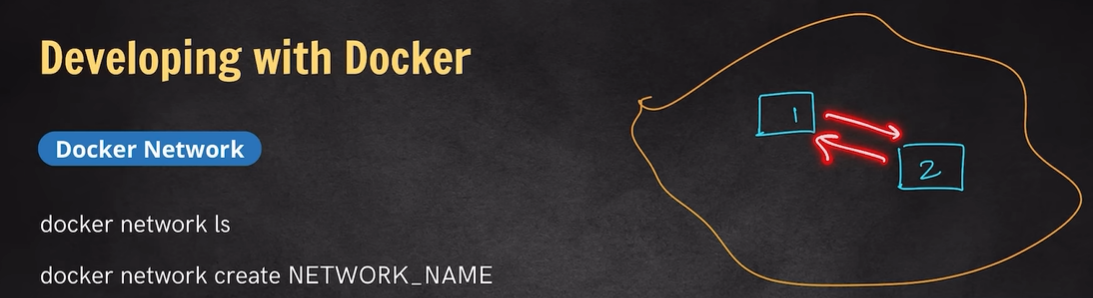 Developing with Docker
Docker Network
docker network ls
docker network create NETWORK_NAME
1
2